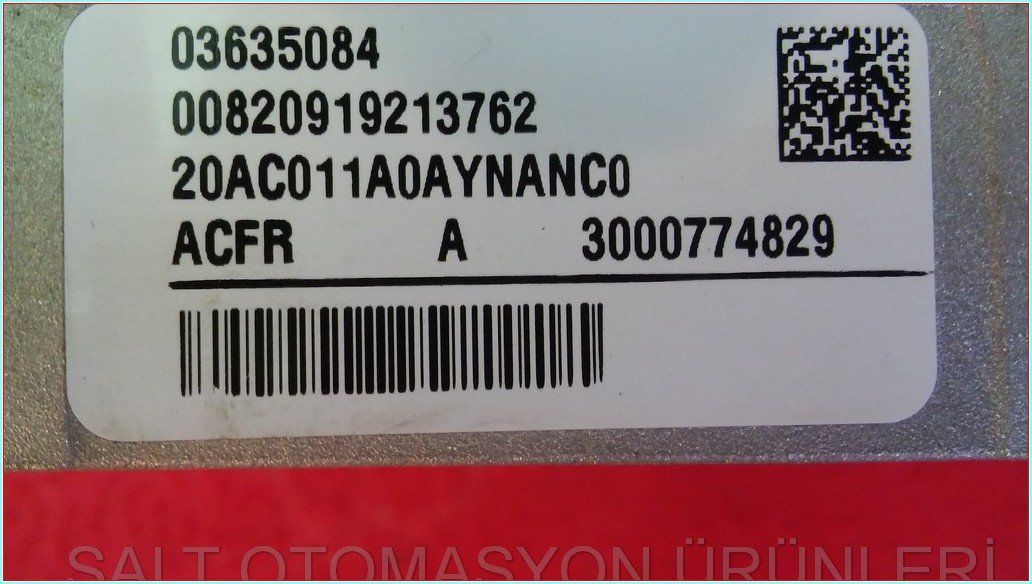 03635084
00820919213762
20AC011A0AYNANC0
ACFR A 3000774829
SALT OTOMASYON ÜRÜNLERİ